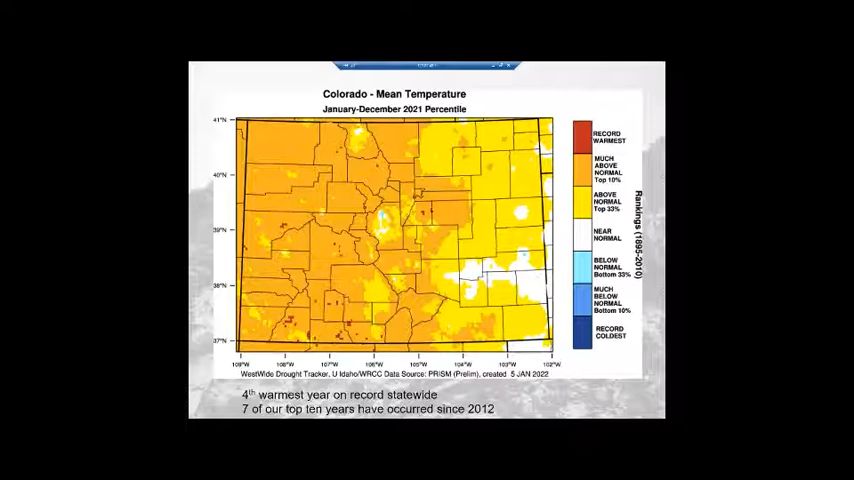 Colorado - Mean Temperature
January-December 2021 Percentile
41°N
40°N
39°N
38°N
37°N
109°W
108°W
107°W
106°W
105°W
104°W
103°W
102°W
RECORD
WARMEST
MUCH
ABOVE
NORMAL
Top 10%
ABOVE
NORMAL
Top 33%
NEAR
NORMAL
BELOW
NORMAL
Bottom 33%
MUCH
BELOW
NORMAL
Bottom 10%
RECORD
COLDEST
Rankings (1895-2010)
WestWide Drought Tracker, U Idaho/WRCC Data Source: PRISM (Prelim), created 5 JAN 2022
4th warmest year on record statewide
7 of our top ten years have occurred since 2012